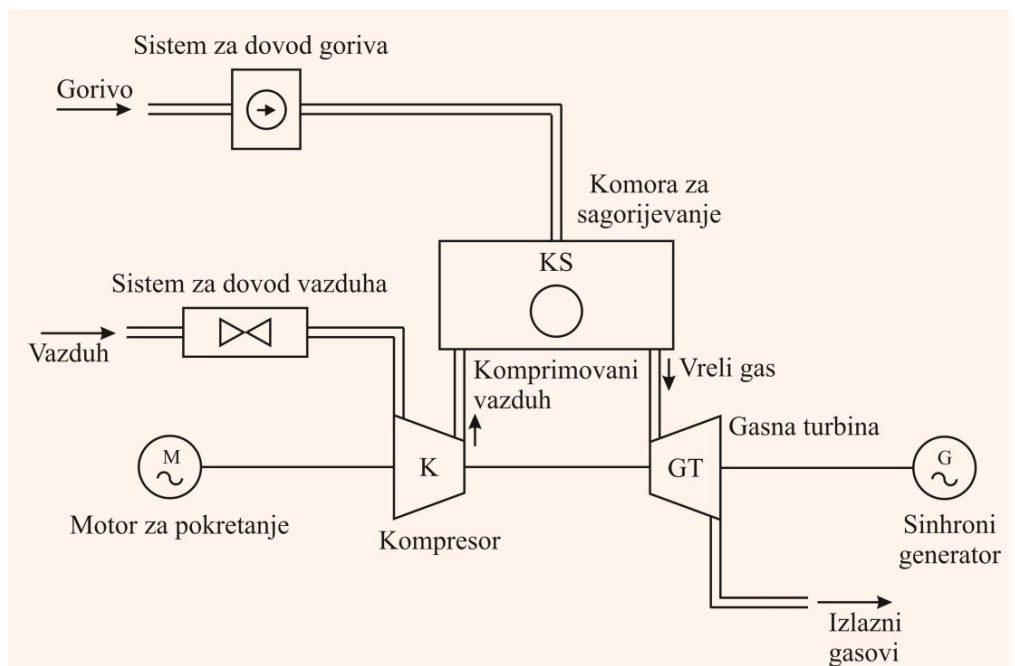 Sistem za dovod goriva
Gorivo
Komora za
sagorijevanje
KS
Sistem za dovod vazduha
Vazduh
Komprimovani
vazduh
Vreli gas
Gasna turbina
M
K
GT
G
Motor za pokretanje
Kompresor
Sinhroni
generator
Izlazni
gasovi